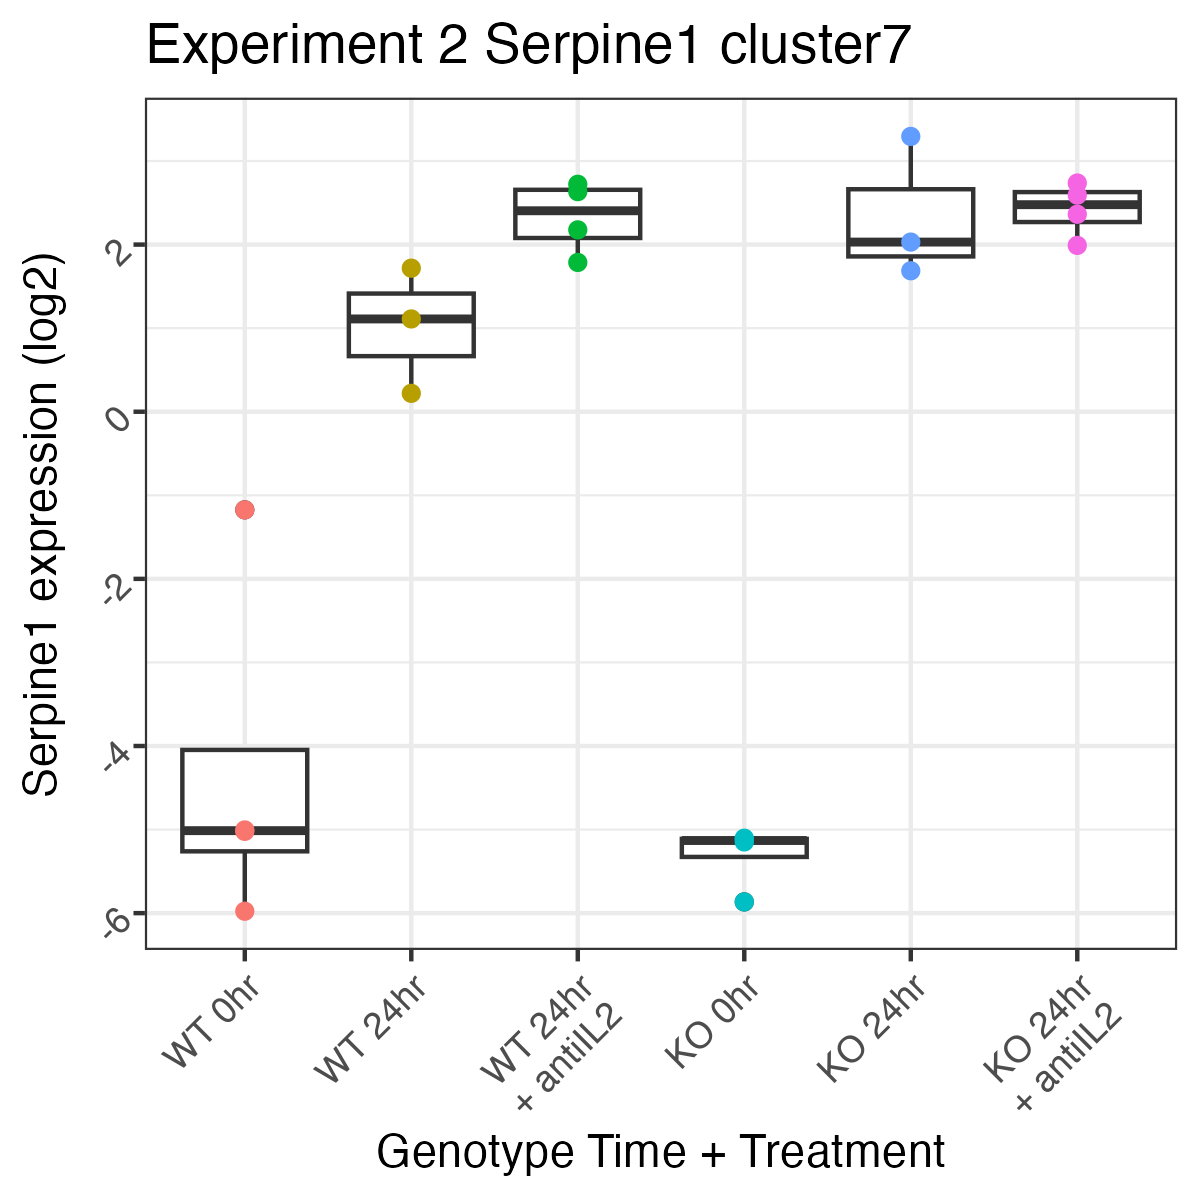 Experiment 2 Serpine1 cluster7
Serpine1 expression (log2)
2
0
-2
-4
-6
WT 0hr
WT 24hr
WT 24hr
+ antiIL2
KO 0hr
KO 24hr
KO 24hr
+ antiIL2
Genotype Time + Treatment